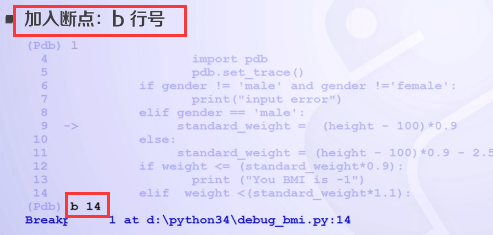 加入断点：b 行号
(Pdb) l
4 import pdb
5 pdb.set_trace()
6 if gender != 'male' and gender !='female':
7 print("input error")
8 elif gender == 'male':
9 -> standard_weight = (height - 100)*0.9
10 else:
11 standard_weight = (height - 100)*0.9 - 2.5
12 if weight <= (standard_weight*0.9):
13 print ("You BMI is -1")
14 elif weight <(standard_weight*1.1):
(Pdb) b 14
Breakp 1 at d:\python34\debug_bmi.py:14